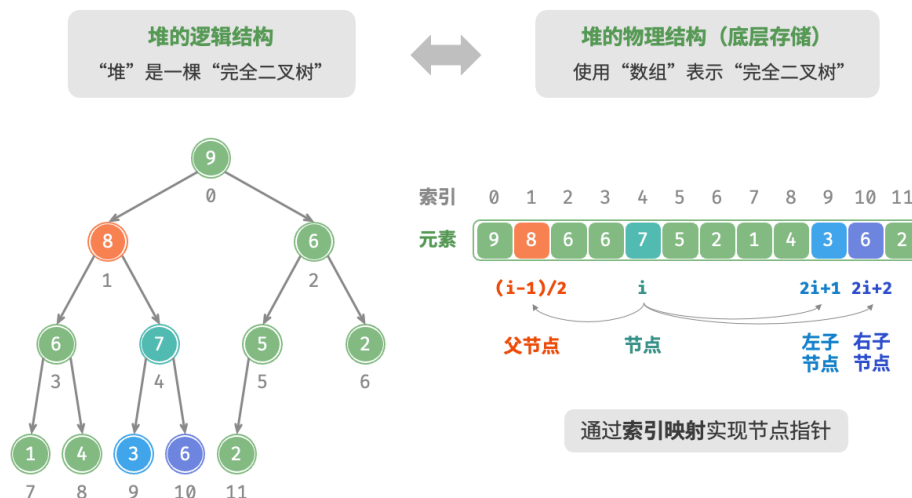 堆的逻辑结构
“堆”是一棵“完全二叉树”
堆的物理结构（底层存储）
使用“数组”表示“完全二叉树”
9
0
8
6
1
2
6
7
5
2
3
4
5
6
1
4
3
6
2
7
8
9
10
11
索引 0 1 2 3 4 5 6 7 8 9 10 11
元素 9 8 6 6 7 5 2 1 4 3 6 2
(i-1)/2 i 2i+1 2i+2
父节点 节点 左子节点 右子节点
通过索引映射实现节点指针